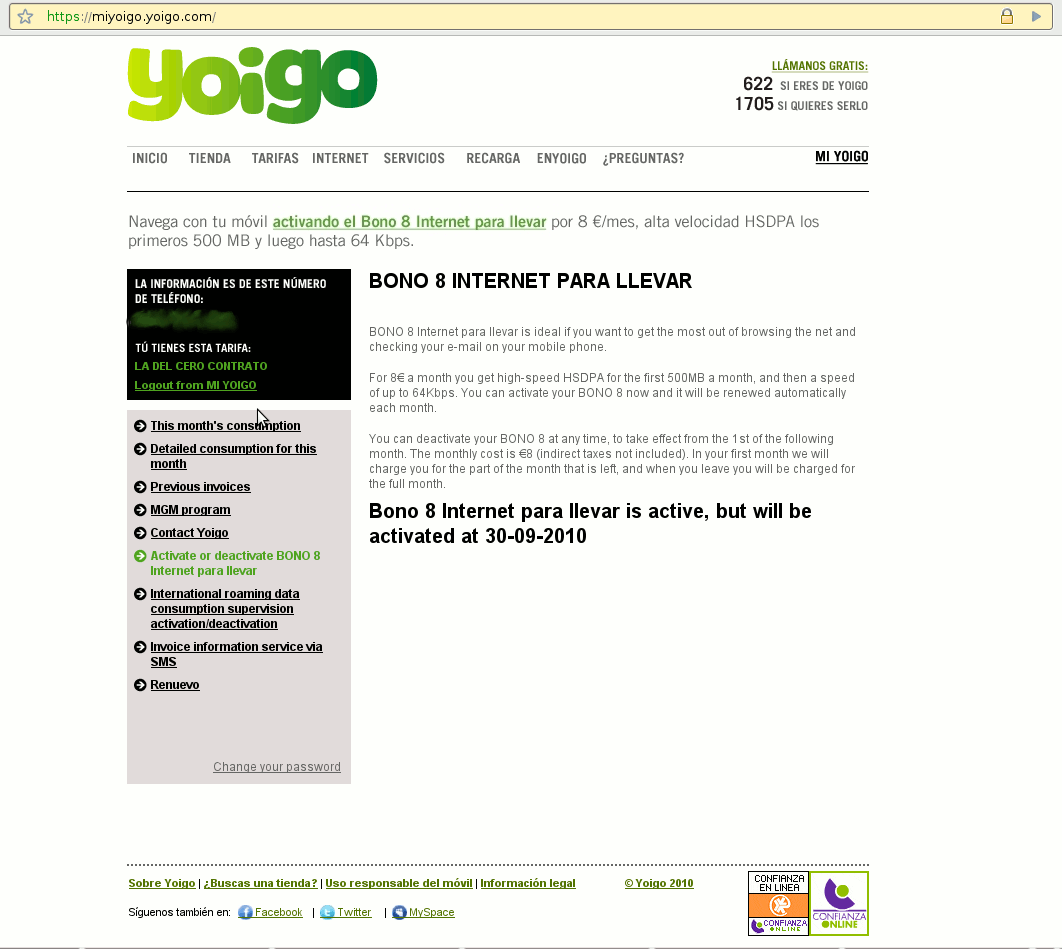 https://miyoigo.yoigo.com/
yoigo
LLÁMANOS GRATIS:
622 SI ERES DE YOIGO
1705 SI QUIERES SERLO
INICIO TIENDA TARIFAS INTERNET SERVICIOS RECARGA ENYOIGO ¿PREGUNTAS? MI YOIGO
Navega con tu móvil activando el Bono 8 Internet para llevar por 8 €/mes, alta velocidad HSDPA los
primeros 500 MB y luego hasta 64 Kbps.
LA INFORMACIÓN ES DE ESTE NÚMERO
DE TELÉFONO:
TÚ TIENES ESTA TARIFA:
LA DEL CERO CONTRATO
Logout from MI YOIGO
This month's consumption
Detailed consumption for this
month
Previous invoices
MGM program
Contact Yoigo
Activate or deactivate BONO 8
Internet para llevar
International roaming data
consumption supervision
activation/deactivation
Invoice information service via
SMS
Renuevo
Change your password
BONO 8 INTERNET PARA LLEVAR
BONO 8 Internet para llevar is ideal if you want to get the most out of browsing the net and
checking your e-mail on your mobile phone.
For 8€ a month you get high-speed HSDPA for the first 500MB a month, and then a speed
of up to 64Kbps. You can activate your BONO 8 now and it will be renewed automatically
each month.
You can deactivate your BONO 8 at any time, to take effect from the 1st of the following
month. The monthly cost is €8 (indirect taxes not included). In your first month we will
charge you for the part of the month that is left, and when you leave you will be charged for
the full month.
Bono 8 Internet para llevar is active, but will be
activated at 30-09-2010
Sobre Yoigo | ¿Buscas una tienda? | Uso responsable del móvil | Información legal © Yoigo 2010
Síguenos también en: Facebook | Twitter | MySpace
CONFIANZA
EN LINEA
CONFIANZA
ONLINE
CONFIANZA
ONLINE